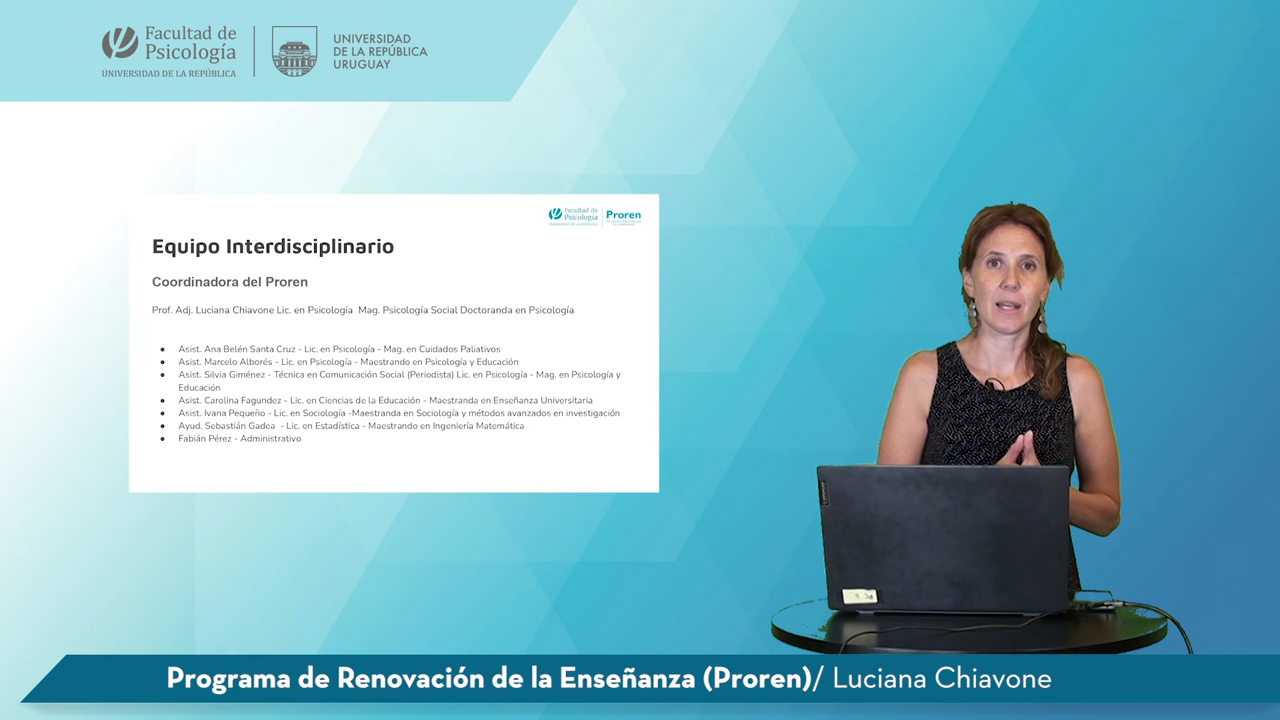 Facultad de
Psicología
UNIVERSIDAD DE LA REPÚBLICA
UNIVERSIDAD
DE LA REPÚBLICA
URUGUAY
Facultad de
Psicología
UNIVERSIDAD DE LA REPÚBLICA
Proren
Equipo Interdisciplinario
Coordinadora del Proren
Prof. Adj. Luciana Chiavone Lic. en Psicología Mag. Psicología Social Doctoranda en Psicología
• Asist. Ana Belén Santa Cruz - Lic. en Psicología - Mag. en Cuidados Paliativos
• Asist. Marcelo Alborés - Lic. en Psicología - Maestrando en Psicología y Educación
• Asist. Silvia Giménez - Técnica en Comunicación Social (Periodista) Lic. en Psicología - Mag. en Psicología y
Educación
• Asist. Carolina Fagundez - Lic. en Ciencias de la Educación - Maestranda en Enseñanza Universitaria
• Asist. Ivana Pequeño - Lic. en Sociología -Maestranda en Sociología y métodos avanzados en investigación
• Ayud. Sebastián Gadea - Lic. en Estadística - Maestrando en Ingeniería Matemática
• Fabián Pérez - Administrativo
Lenovo
Programa de Renovación de la Enseñanza (Proren)/ Luciana Chiavone